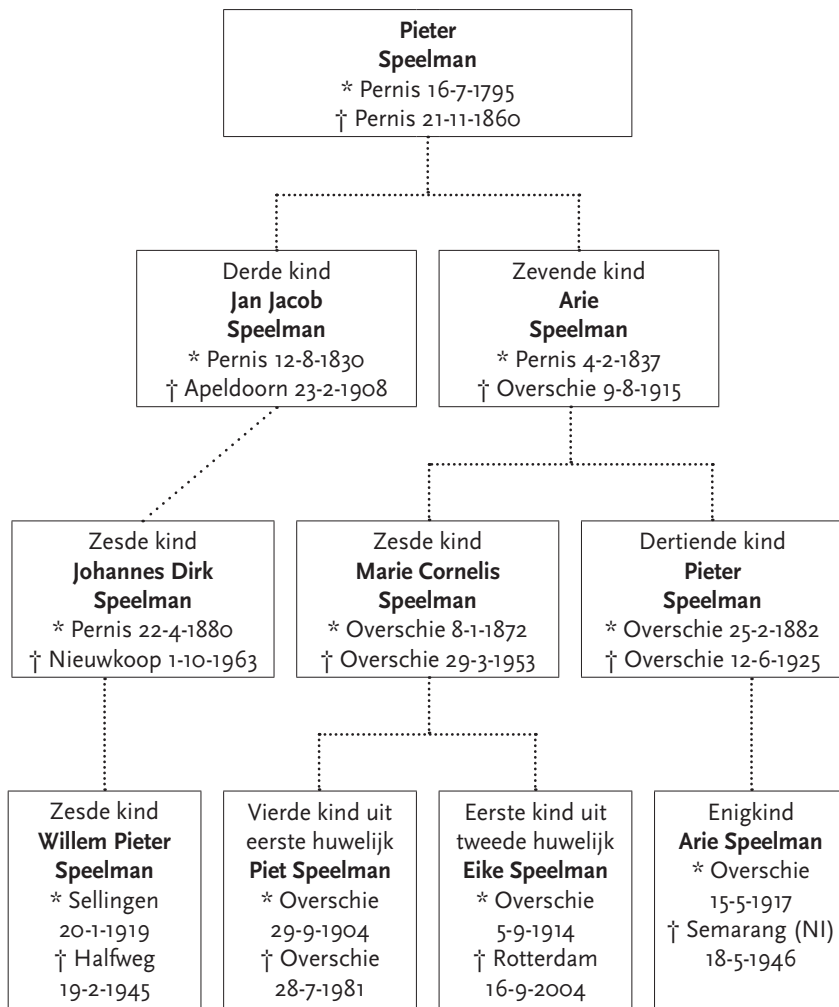 Pieter
Speelman
* Pernis 16-7-1795
† Pernis 21-11-1860
Derde kind
Jan Jacob
Speelman
* Pernis 12-8-1830
† Apeldoorn 23-2-1908
Zevende kind
Arie
Speelman
* Pernis 4-2-1837
† Overschie 9-8-1915
Zesde kind
Johannes Dirk
Speelman
* Pernis 22-4-1880
† Nieuwkoop 1-10-1963
Zesde kind
Marie Cornelis
Speelman
* Overschie 8-1-1872
† Overschie 29-3-1953
Dertiende kind
Pieter
Speelman
* Overschie 25-2-1882
† Overschie 12-6-1925
Zesde kind
Willem Pieter
Speelman
* Sellingen
20-1-1919
† Halfweg
19-2-1945
Vierde kind uit
eerste huwelijk
Piet Speelman
* Overschie
29-9-1904
† Overschie
28-7-1981
Eerste kind uit
tweede huwelijk
Eike Speelman
* Overschie
5-9-1914
† Rotterdam
16-9-2004
Enigkind
Arie Speelman
* Overschie
15-5-1917
† Semarang (NI)
18-5-1946